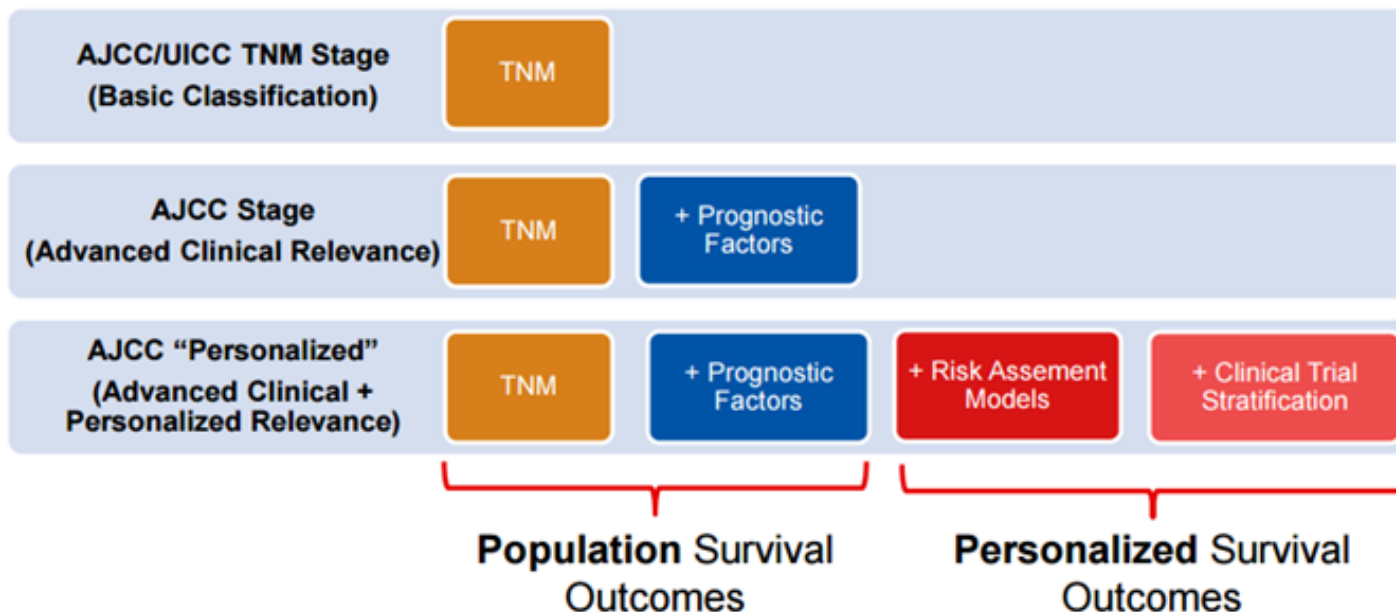 AJCC/UICC TNM Stage
(Basic Classification)
TNM
AJCC Stage
(Advanced Clinical Relevance)
TNM
+ Prognostic
Factors
AJCC “Personalized”
(Advanced Clinical +
Personalized Relevance)
TNM
+ Prognostic
Factors
+ Risk Assement
Models
+ Clinical Trial
Stratification
Population Survival
Outcomes
Personalized Survival
Outcomes